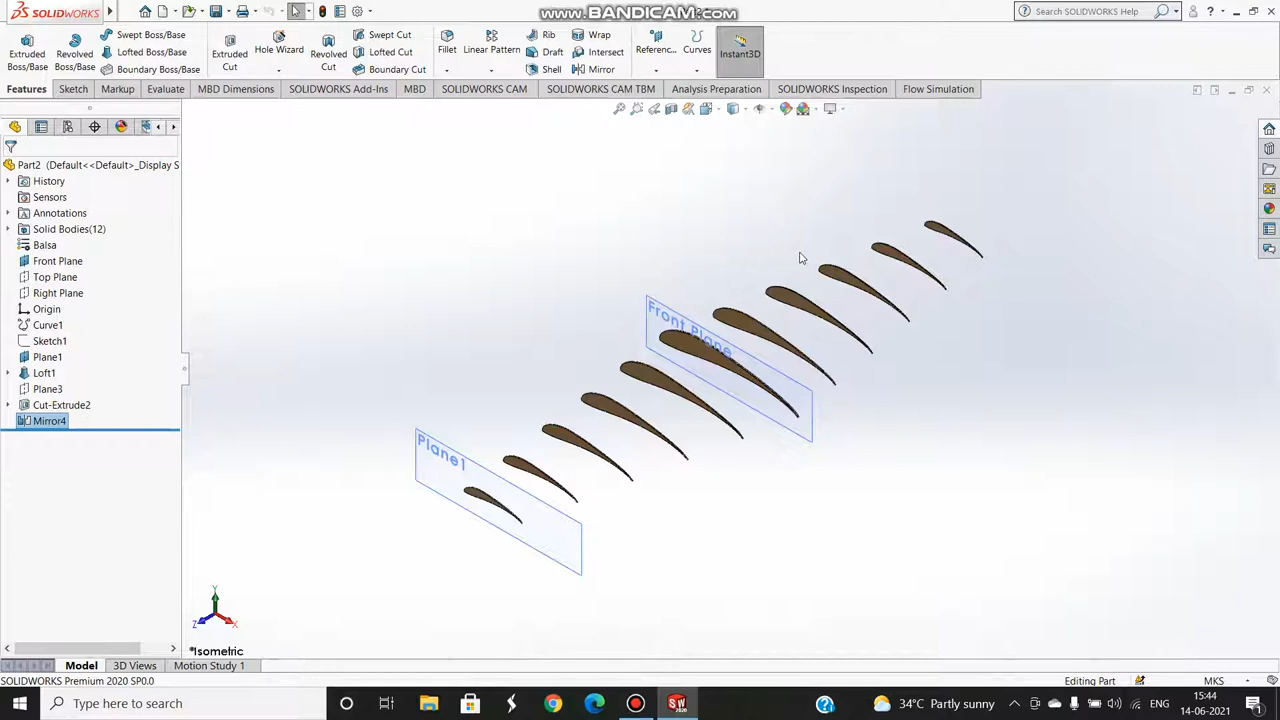 SOLIDWORKS
www.BANDICAM.com
Search SOLIDWORKS Help
Extruded Boss/Base
Revolved Boss/Base
Swept Boss/Base
Lofted Boss/Base
Boundary Boss/Base
Extruded Cut
Hole Wizard
Revolved Cut
Swept Cut
Lofted Cut
Boundary Cut
Fillet
Linear Pattern
Rib
Draft
Shell
Wrap
Intersect
Mirror
Referenc...
Curves
Instant3D
Features
Sketch
Markup
Evaluate
MBD Dimensions
SOLIDWORKS Add-Ins
MBD
SOLIDWORKS CAM
SOLIDWORKS CAM TBM
Analysis Preparation
SOLIDWORKS Inspection
Flow Simulation
Part2 (Default<<Default>_Display S
History
Sensors
Annotations
Solid Bodies(12)
Balsa
Front Plane
Top Plane
Right Plane
Origin
Curve1
Sketch1
Plane1
Loft1
Plane3
Cut-Extrude2
Mirror4
Front Plane
Plane1
Y
Z
X
*Isometric
Model
3D Views
Motion Study 1
SOLIDWORKS Premium 2020 SP0.0
Editing Part
MKS
Type here to search
34°C Partly sunny
ENG
15:44
14-06-2021